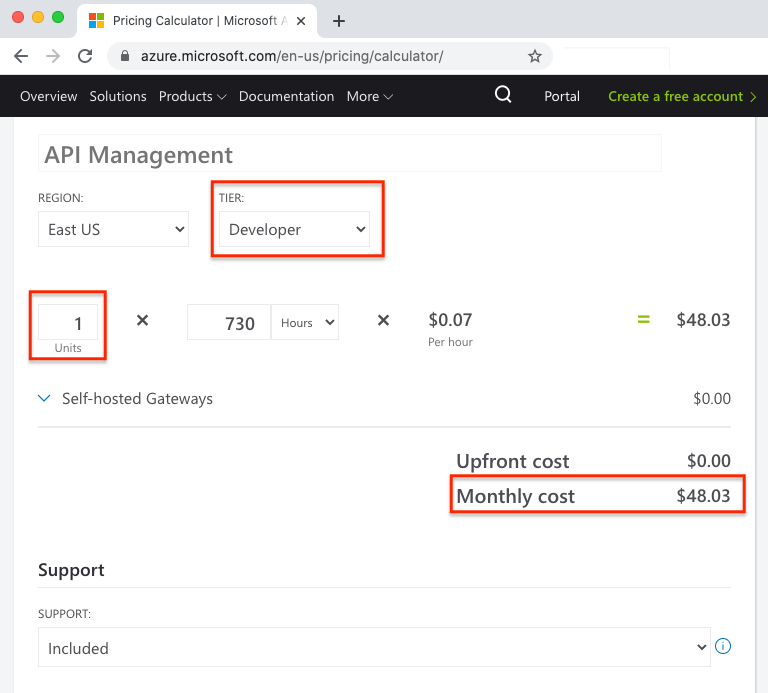 Pricing Calculator | Microsoft A
azure.microsoft.com/en-us/pricing/calculator/
Overview Solutions Products Documentation More Portal Create a free account
API Management
REGION: TIER:
East US Developer
1 × 730 Hours × $0.07 = $48.03
Units Per hour
Self-hosted Gateways $0.00
Upfront cost $0.00
Monthly cost $48.03
Support
SUPPORT:
Included